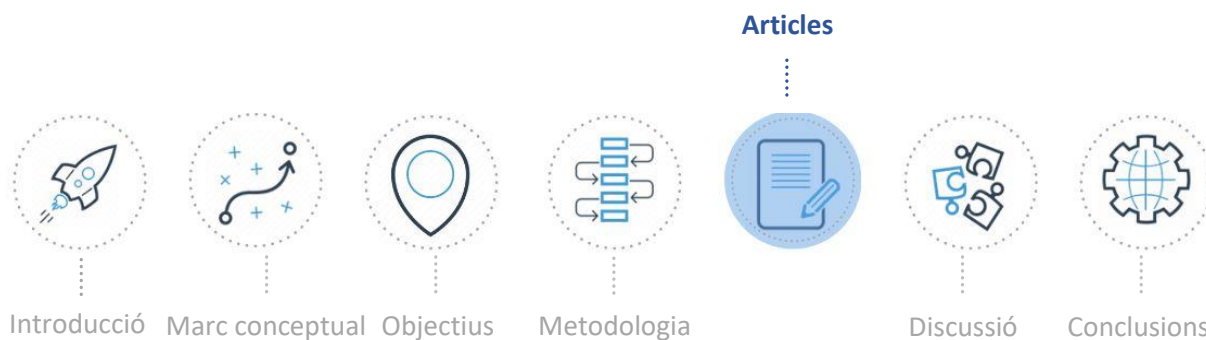 Articles
Introducció Marc conceptual Objectius Metodologia Discussió Conclusions